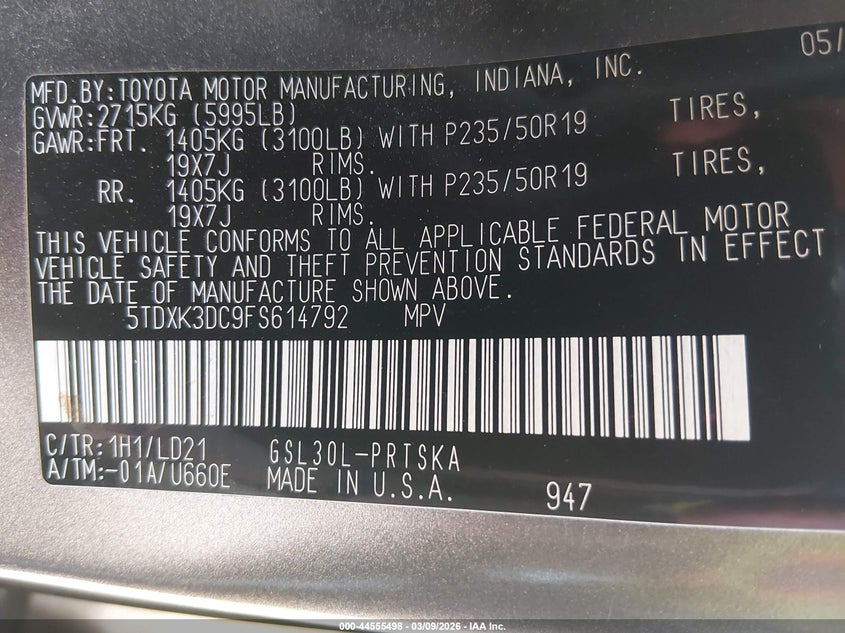 05/
MFD.BY:TOYOTA MOTOR MANUFACTURING, INDIANA, INC.
GVWR:2715KG (5995LB)
GAWR:FRT. 1405KG (3100LB) WITH P235/50R19 TIRES,
19X7J RIMS.
RR. 1405KG (3100LB) WITH P235/50R19 TIRES,
19X7J RIMS.
THIS VEHICLE CONFORMS TO ALL APPLICABLE FEDERAL MOTOR
VEHICLE SAFETY AND THEFT PREVENTION STANDARDS IN EFFECT
THE DATE OF MANUFACTURE SHOWN ABOVE.
5TDXK3DC9FS614792 MPV
C/TR:1H1/LD21 GSL30L-PRTSKA
A/TM:-01A/U660E MADE IN U.S.A. 947
000-44555498 - 03/09/2026 - IAA Inc.